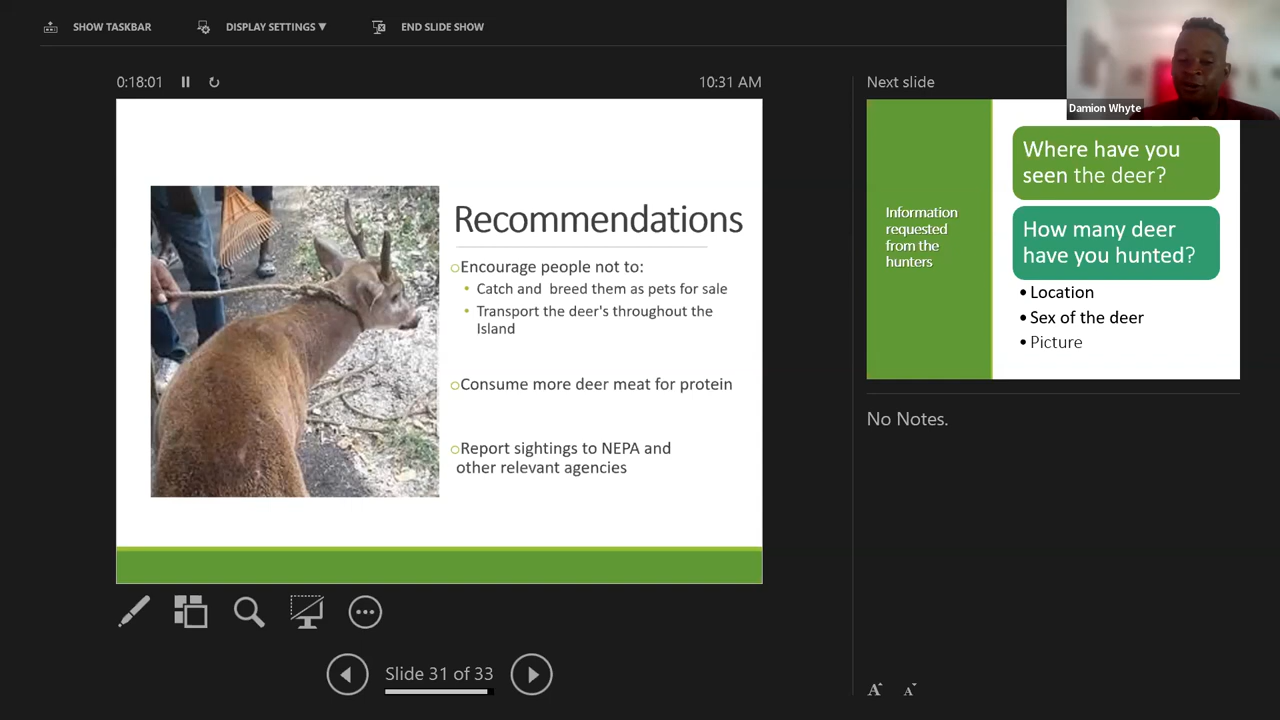 SHOW TASKBAR
DISPLAY SETTINGS ▼
END SLIDE SHOW
0:18:01
10:31 AM
Recommendations
Encourage people not to:
• Catch and breed them as pets for sale
• Transport the deer's throughout the
Island
Consume more deer meat for protein
Report sightings to NEPA and
other relevant agencies
Slide 31 of 33
Next slide
Damion Whyte
Information
requested
from the
hunters
Where have you
seen the deer?
How many deer
have you hunted?
• Location
• Sex of the deer
• Picture
No Notes.
A A